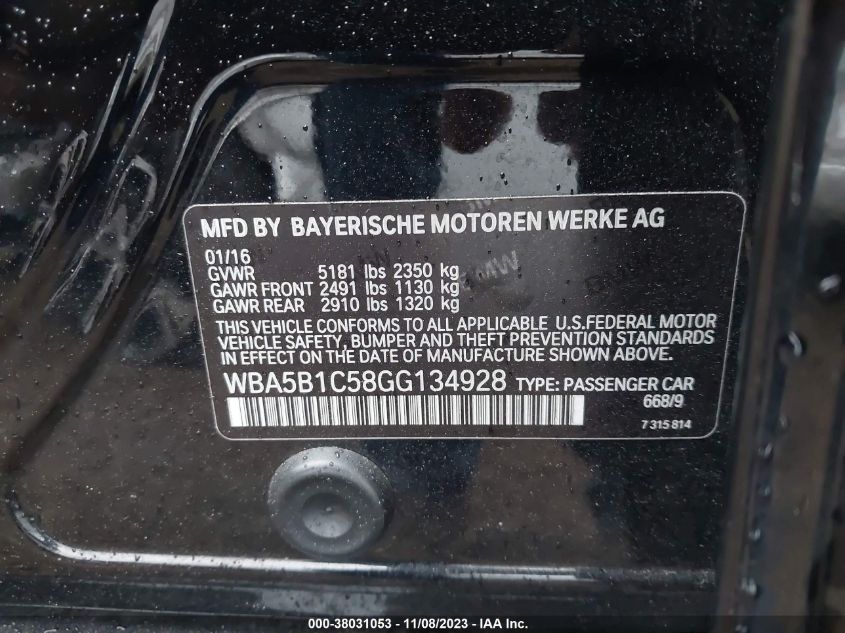 MFD BY BAYERISCHE MOTOREN WERKE AG
01/16
GVWR 5181 lbs 2350 kg
GAWR FRONT 2491 lbs 1130 kg
GAWR REAR 2910 lbs 1320 kg
THIS VEHICLE CONFORMS TO ALL APPLICABLE U.S.FEDERAL MOTOR
VEHICLE SAFETY, BUMPER AND THEFT PREVENTION STANDARDS
IN EFFECT ON THE DATE OF MANUFACTURE SHOWN ABOVE.
WBA5B1C58GG134928 TYPE: PASSENGER CAR
668/9
7 315 814
000-38031053 - 11/08/2023 - IAA Inc.